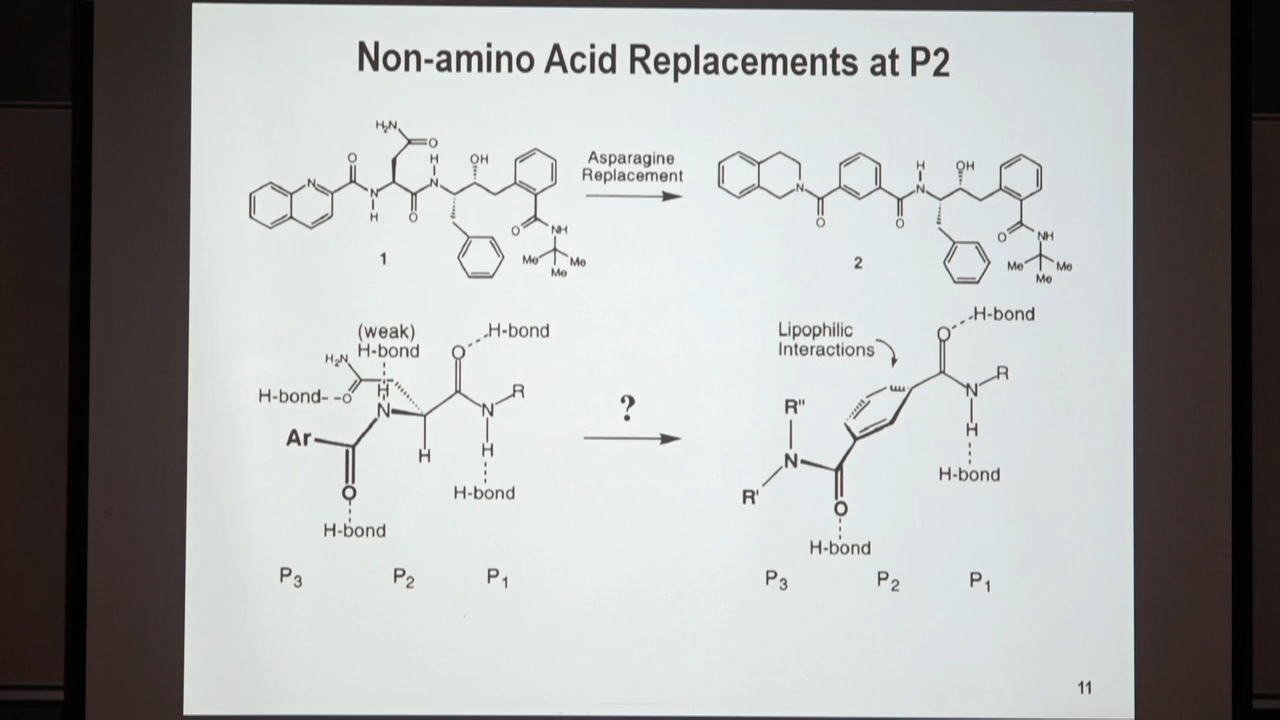 Non-amino Acid Replacements at P2
H₂N
O
O
H
OH
N
N
N
H
O
O
NH
Me
Me
Me
1
Asparagine
Replacement
H
OH
N
N
O
O
O
NH
Me
Me
Me
2
(weak)
H-bond
H₂N
H-bond
O
H-bond
O
H
N
R
N
Ar
H
H
O
H-bond
H-bond
P₃
P₂
P₁
?
Lipophilic
Interactions
H-bond
O
R
N
R"
H
N
H-bond
R'
O
H-bond
P₃
P₂
P₁
11